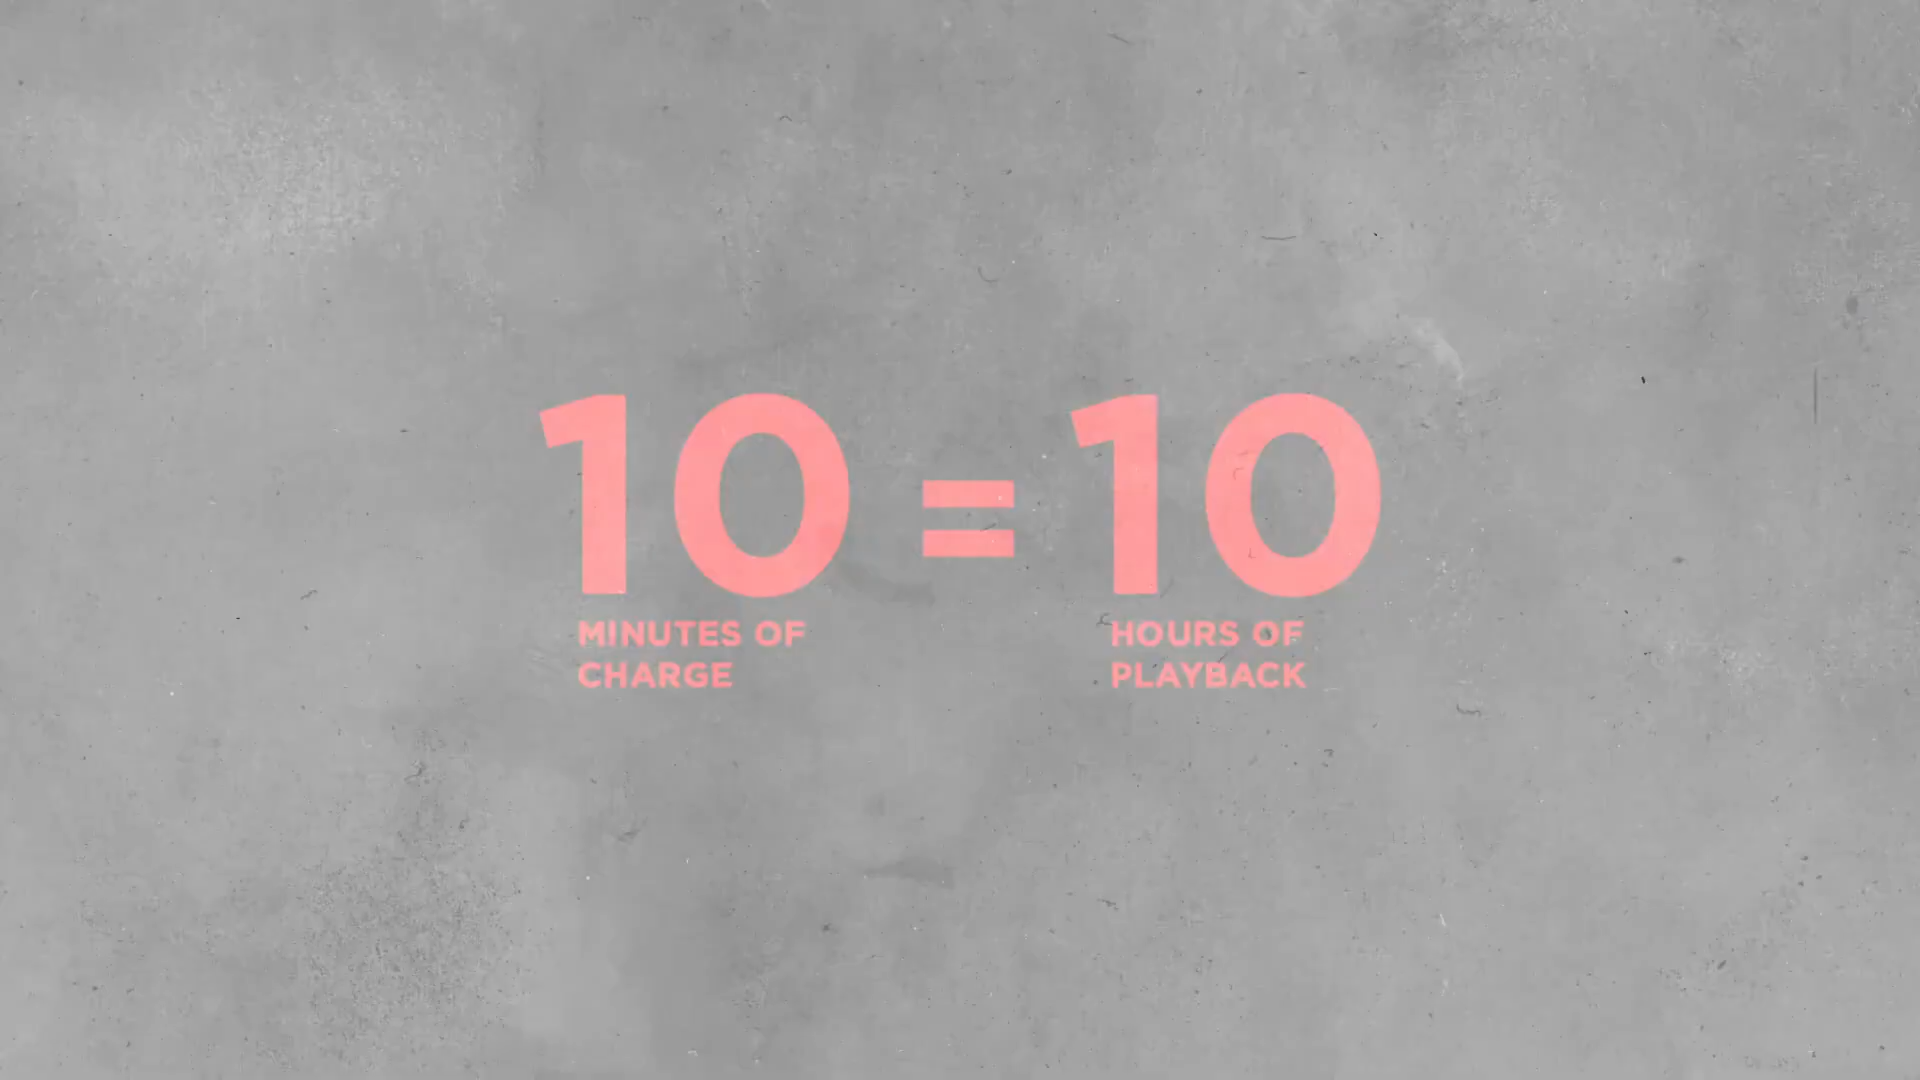 10 = 10
MINUTES OF
CHARGE
HOURS OF
PLAYBACK